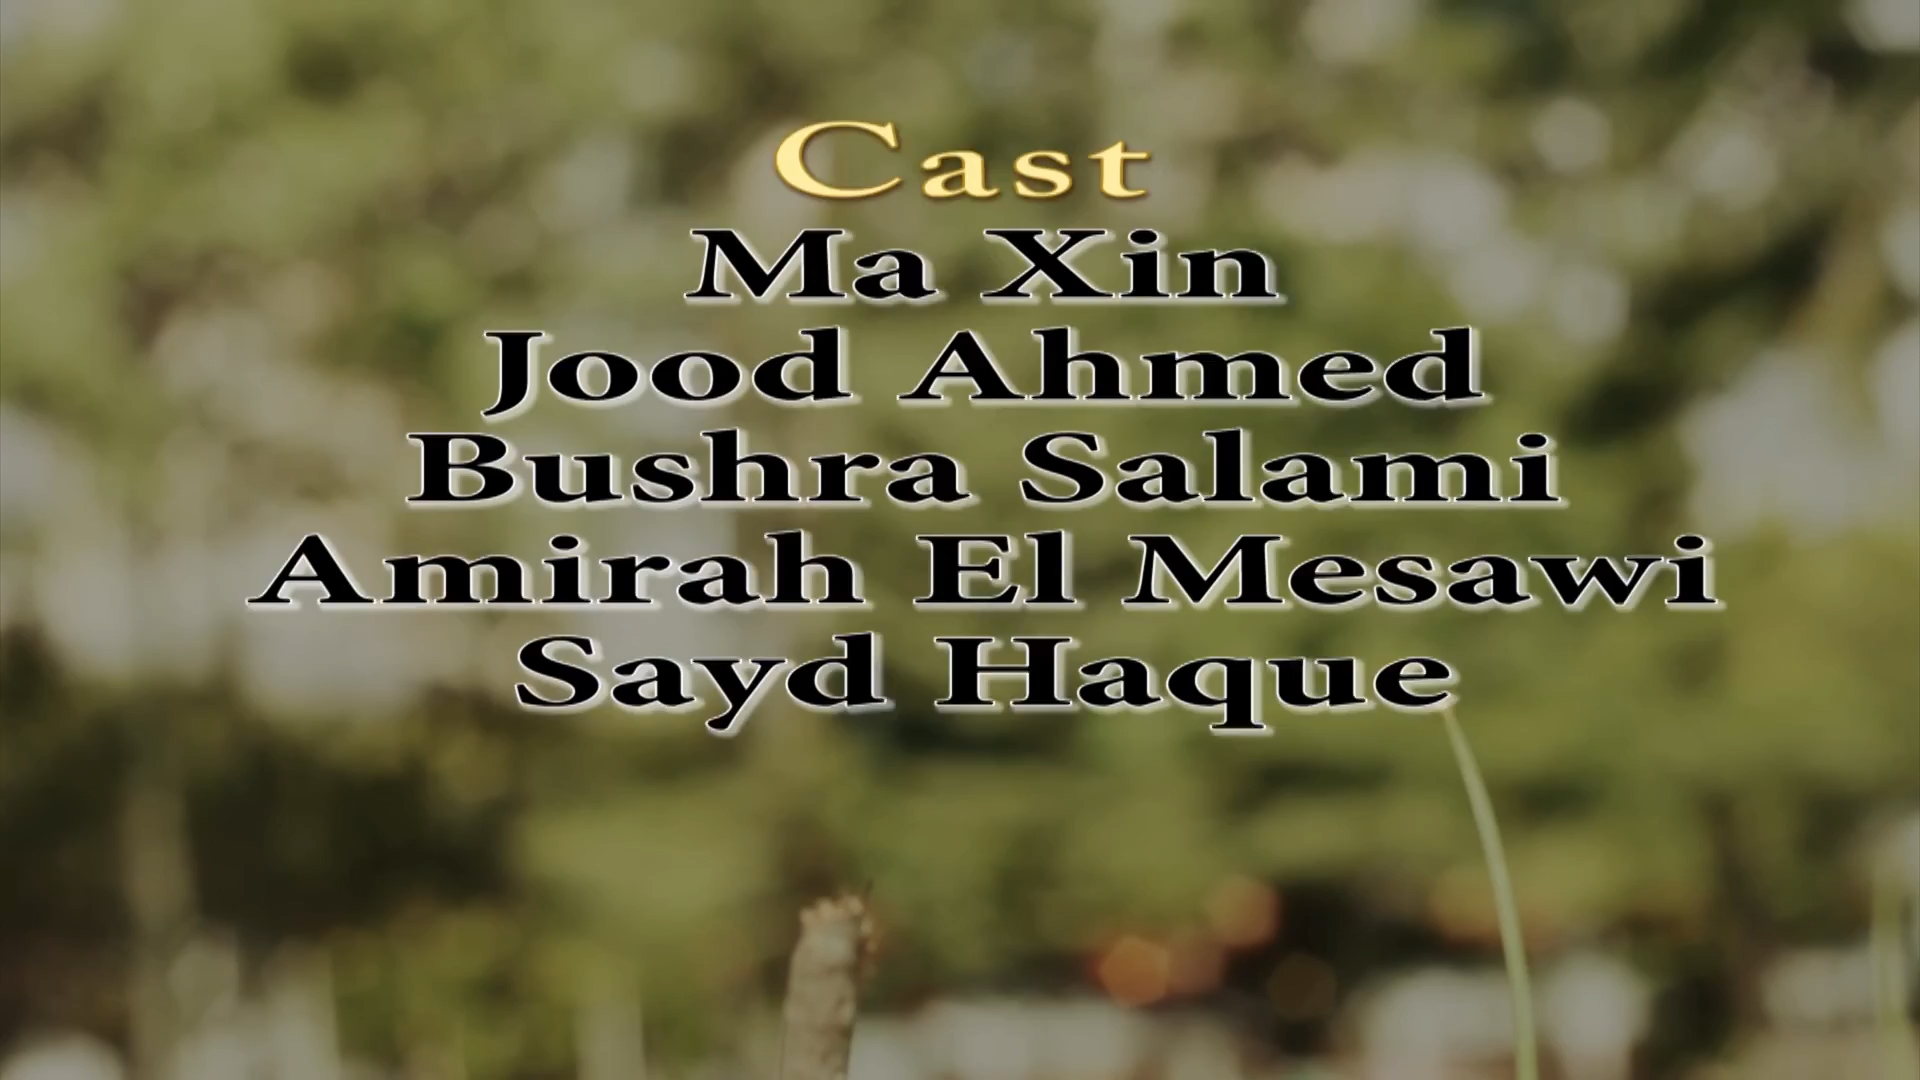 Cast
Ma Xin
Jood Ahmed
Bushra Salami
Amirah El Mesawi
Sayd Haque